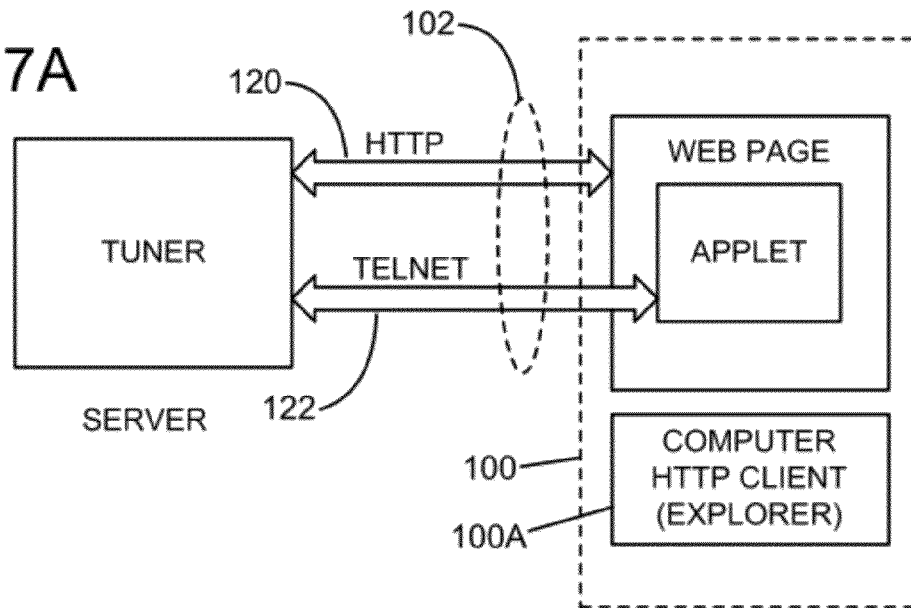 7A
102
120
HTTP
WEB PAGE
TUNER
APPLET
TELNET
122
SERVER
COMPUTER
HTTP CLIENT
(EXPLORER)
100
100A